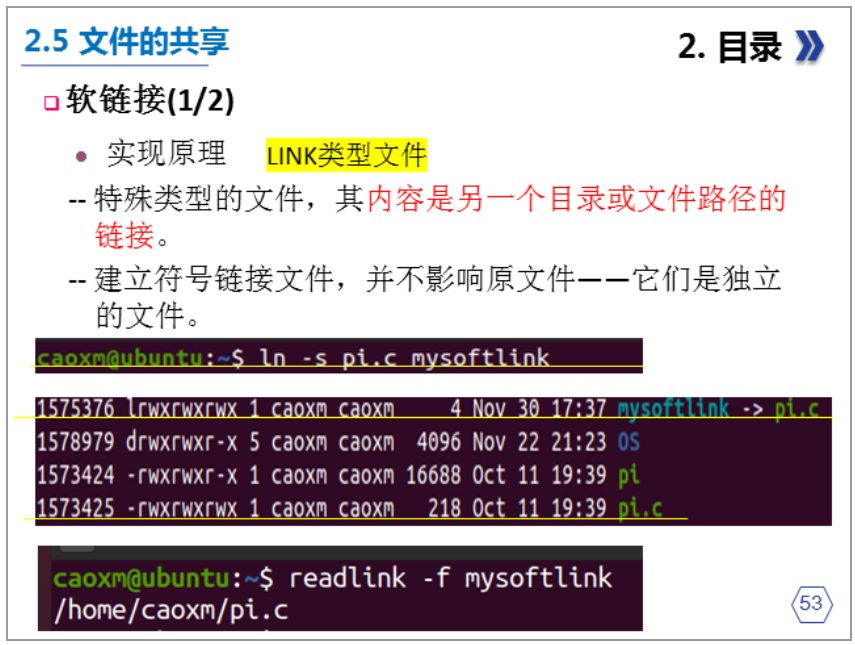 2.5 文件的共享
2. 目录
软链接(1/2)
实现原理 LINK类型文件
-- 特殊类型的文件，其内容是另一个目录或文件路径的
链接。
-- 建立符号链接文件，并不影响原文件——它们是独立
的文件。
caoxm@ubuntu:~$ ln -s pi.c mysoftlink
1575376 lrwxrwxrwx 1 caoxm caoxm 4 Nov 30 17:37 mysoftlink -> pi.c
1578979 drwxrwxr-x 5 caoxm caoxm 4096 Nov 22 21:23 OS
1573424 -rwxrwxr-x 1 caoxm caoxm 16688 Oct 11 19:39 pi
1573425 -rwxrwxrwx 1 caoxm caoxm 218 Oct 11 19:39 pi.c
caoxm@ubuntu:~$ readlink -f mysoftlink
/home/caoxm/pi.c
53